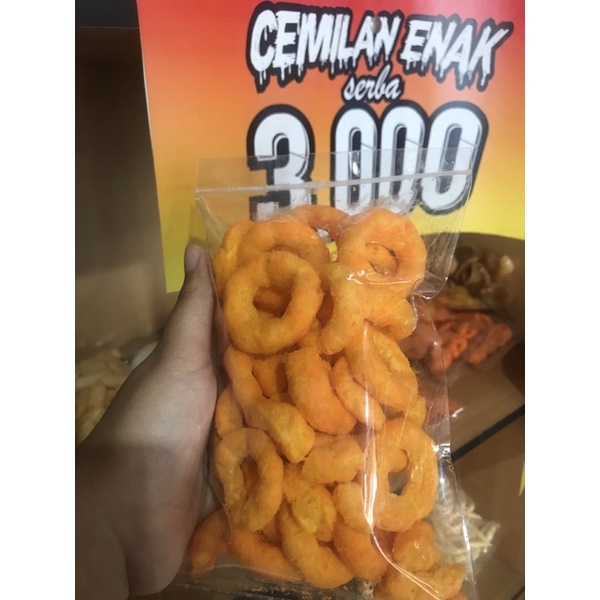 CEMILAN ENAK
serba
3.000